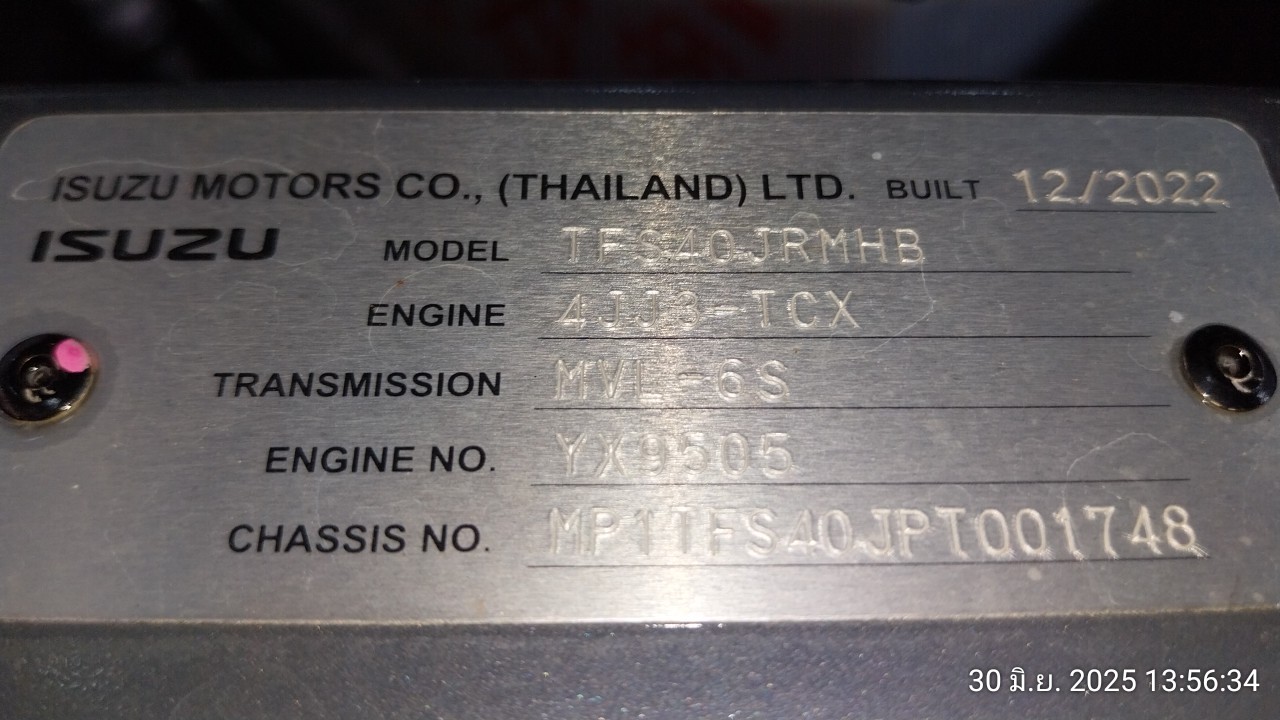 ISUZU MOTORS CO., (THAILAND) LTD. BUILT 12/2022
ISUZU MODEL TFS40JRMHB
ENGINE 4JJ3-TCX
TRANSMISSION MVL-6S
ENGINE NO. YX9505
CHASSIS NO. MP1TFS40JPT001748
30 มิ.ย. 2025 13:56:34